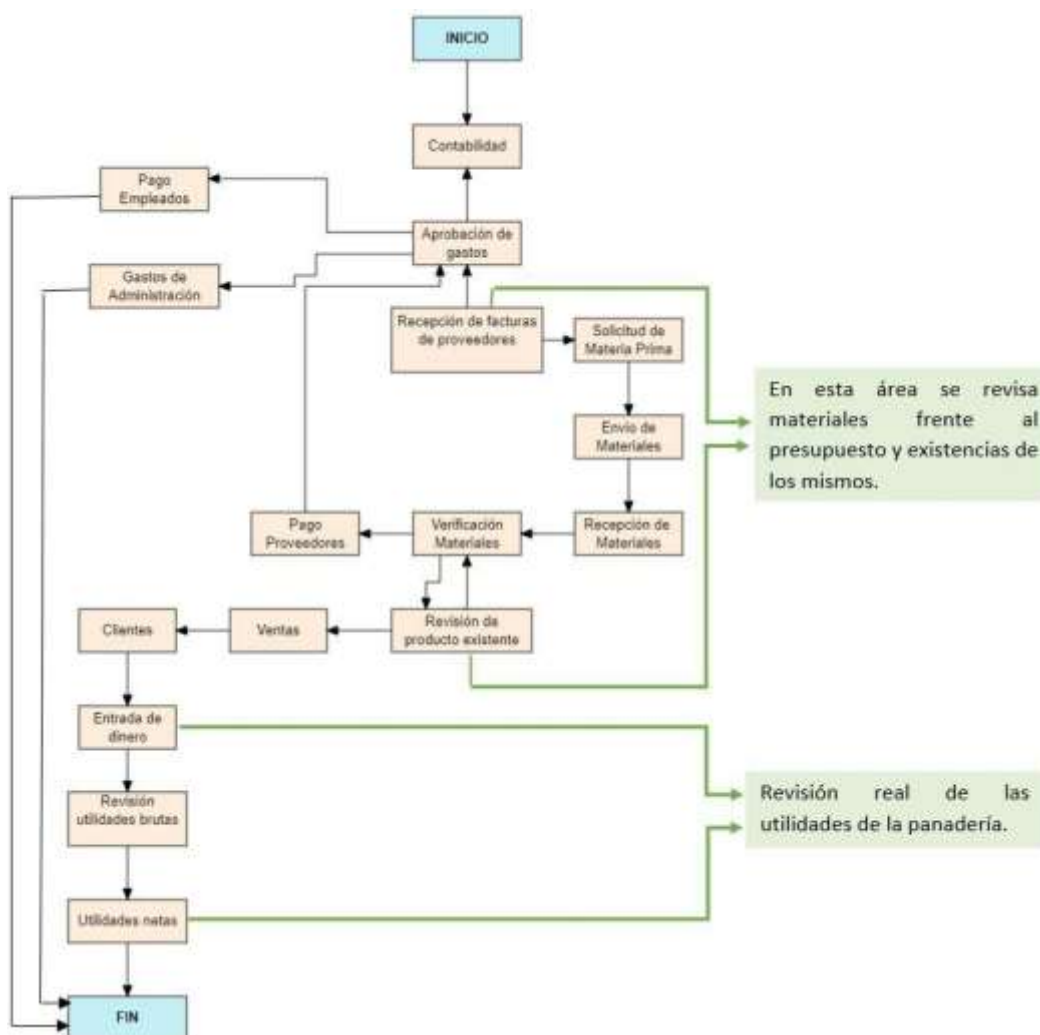 INICIO
Contabilidad
Pago
Empleados
Aprobación de
gastos
Gastos de
Administración
Recepción de facturas
de proveedores
Solicitud de
Materia Prima
En esta área se revisa
materiales frente al
presupuesto y existencias de
los mismos.
Envío de
Materiales
Pago
Proveedores
Verificación
Materiales
Recepción de
Materiales
Clientes
Ventas
Revisión de
producto existente
Entrada de
dinero
Revisión
utilidades brutas
Revisión real de las
utilidades de la panadería.
Utilidades netas
FIN